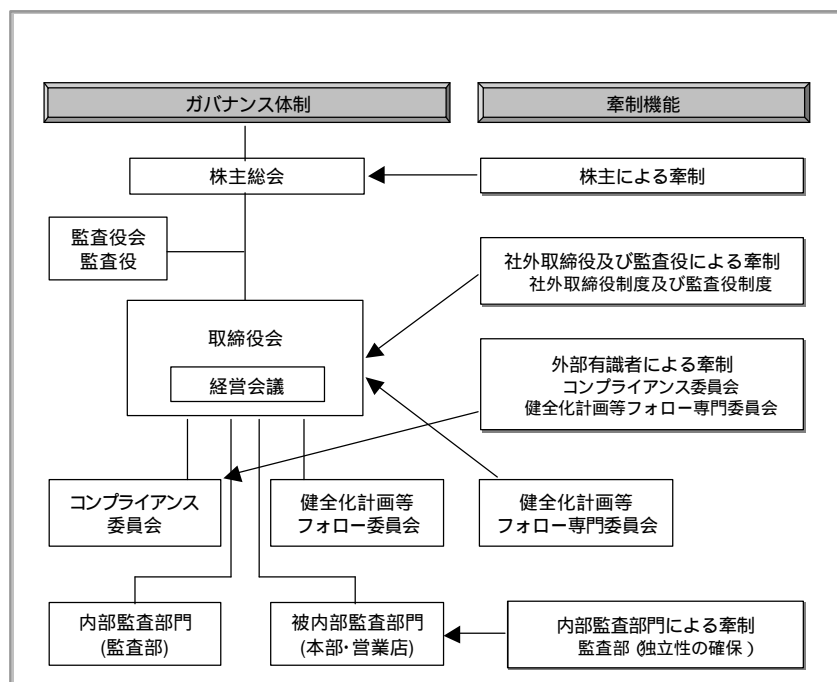 ガバナンス体制
牽制機能
株主総会
株主による牽制
監査役会
監査役
社外取締役及び監査役による牽制
社外取締役制度及び監査役制度
取締役会
経営会議
外部有識者による牽制
コンプライアンス委員会
健全化計画等フォロー専門委員会
コンプライアンス
委員会
健全化計画等
フォロー委員会
健全化計画等
フォロー専門委員会
内部監査部門
(監査部)
被内部監査部門
(本部・営業店)
内部監査部門による牽制
監査部(独立性の確保)